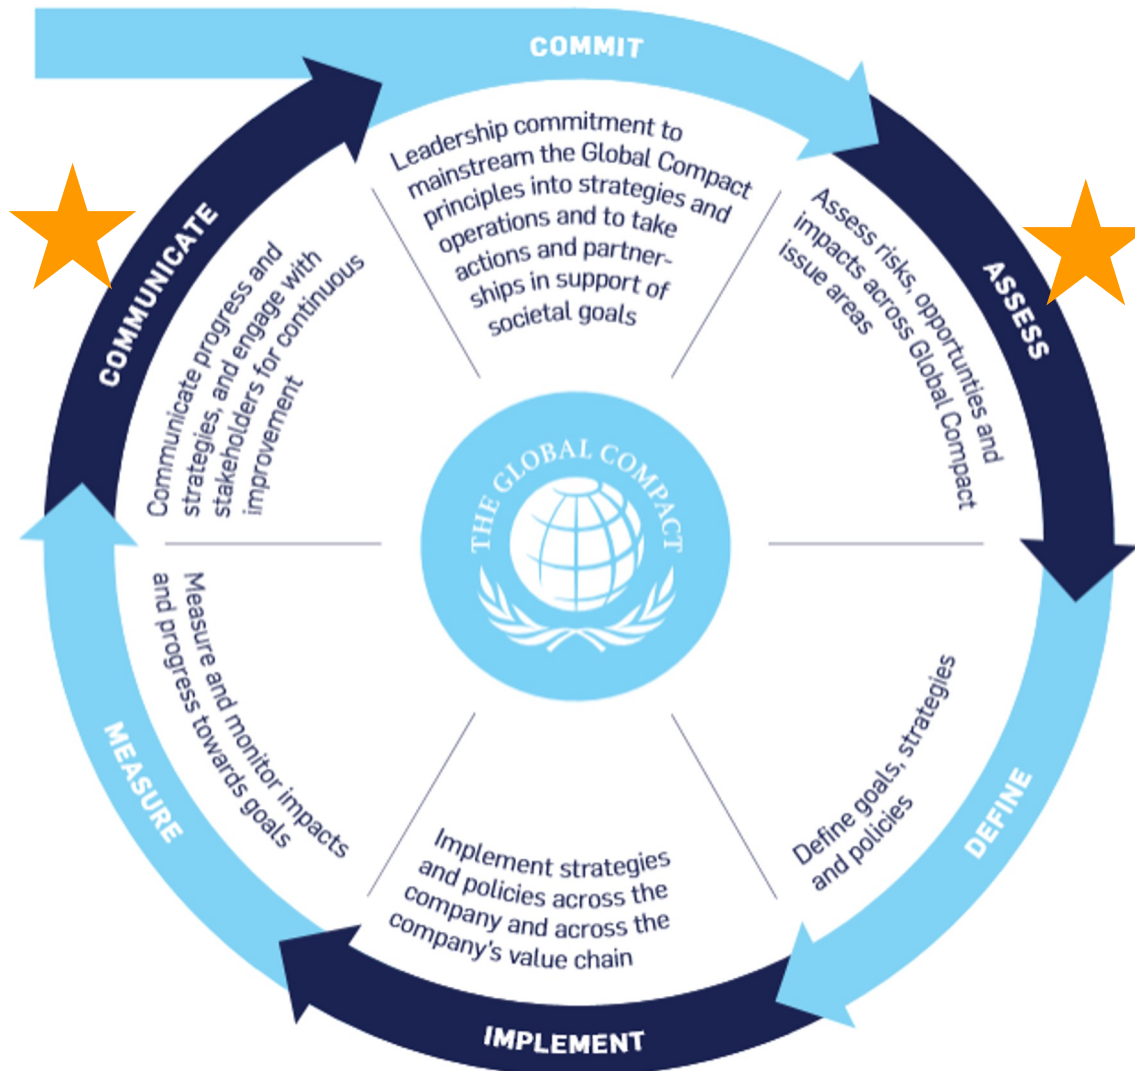 COMMIT
Leadership commitment to
mainstream the Global Compact
principles into strategies and
operations and to take
actions and partner-
ships in support of
societal goals
ASSESS
Assess risks, opportunities and
impacts across Global Compact
issue areas
DEFINE
Define goals, strategies
and policies
IMPLEMENT
Implement strategies
and policies across the
company and across the
company's value chain
MEASURE
Measure and monitor impacts
and progress towards goals
COMMUNICATE
Communicate progress and
strategies, and engage with
stakeholders for continuous
improvement
THE GLOBAL COMPACT